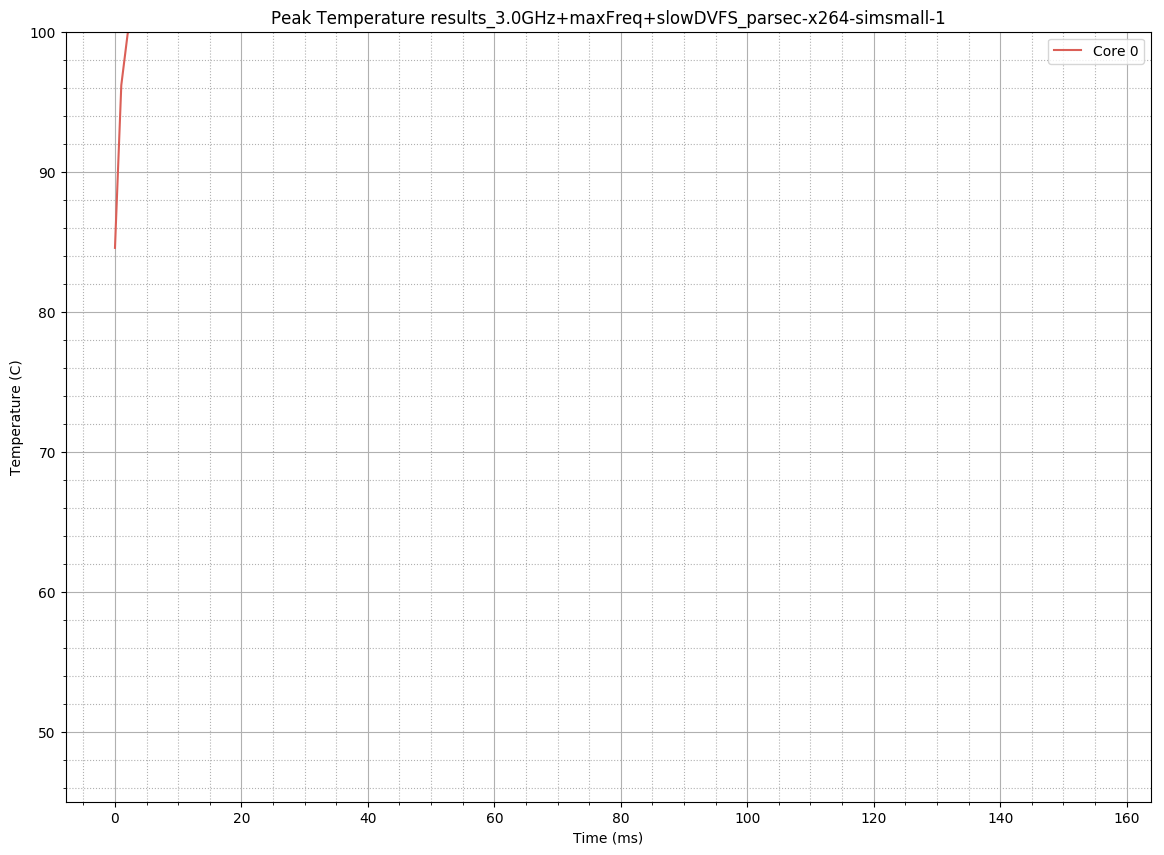 Peak Temperature results_3.0GHz+maxFreq+slowDVFS_parsec-x264-simsmall-1
Core 0
100
90
80
70
60
50
Temperature (C)
0 20 40 60 80 100 120 140 160
Time (ms)